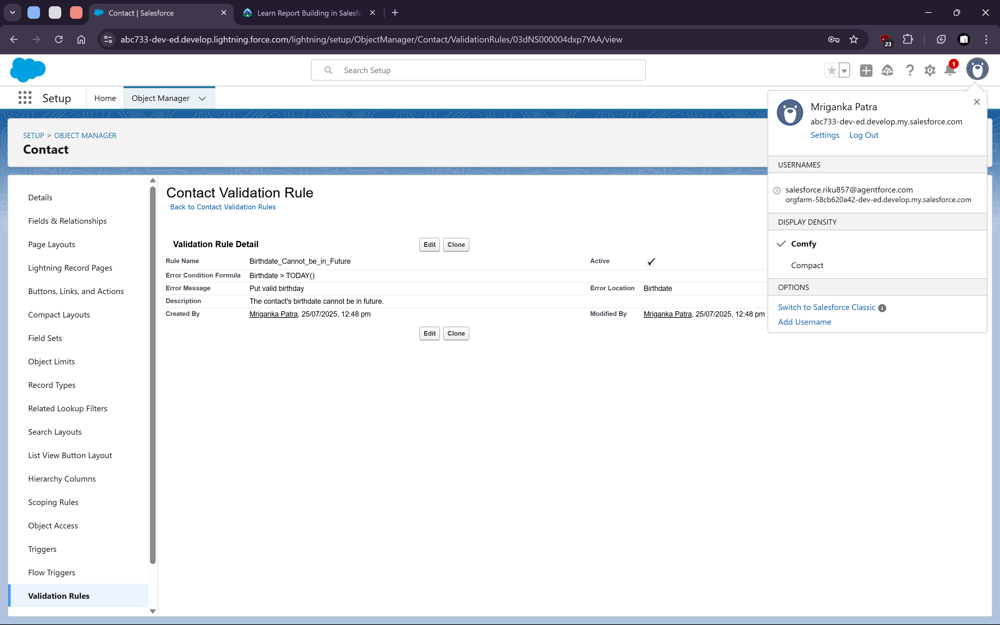 Contact | Salesforce
Learn Report Building in Salesfo
abc733-dev-ed.develop.lightning.force.com/lightning/setup/ObjectManager/Contact/ValidationRules/03dNS000004dxp7YAA/view
23
Search Setup
1
Setup
Home
Object Manager
SETUP > OBJECT MANAGER
Contact
Details
Fields & Relationships
Page Layouts
Lightning Record Pages
Buttons, Links, and Actions
Compact Layouts
Field Sets
Object Limits
Record Types
Related Lookup Filters
Search Layouts
List View Button Layout
Hierarchy Columns
Scoping Rules
Object Access
Triggers
Flow Triggers
Validation Rules
Contact Validation Rule
Back to Contact Validation Rules
Validation Rule Detail
Edit Clone
Rule Name Birthdate_Cannot_be_in_Future Active
Error Condition Formula Birthdate > TODAY()
Error Message Put valid birthday Error Location Birthdate
Description The contact's birthdate cannot be in future.
Created By Mriganka Patra, 25/07/2025, 12:48 pm Modified By Mriganka Patra, 25/07/2025, 12:48 pm
Edit Clone
Mriganka Patra
abc733-dev-ed.develop.my.salesforce.com
Settings Log Out
USERNAMES
salesforce.riku857@agentforce.com
orgfarm-58cb620a42-dev-ed.develop.my.salesforce.com
DISPLAY DENSITY
Comfy
Compact
OPTIONS
Switch to Salesforce Classic
Add Username